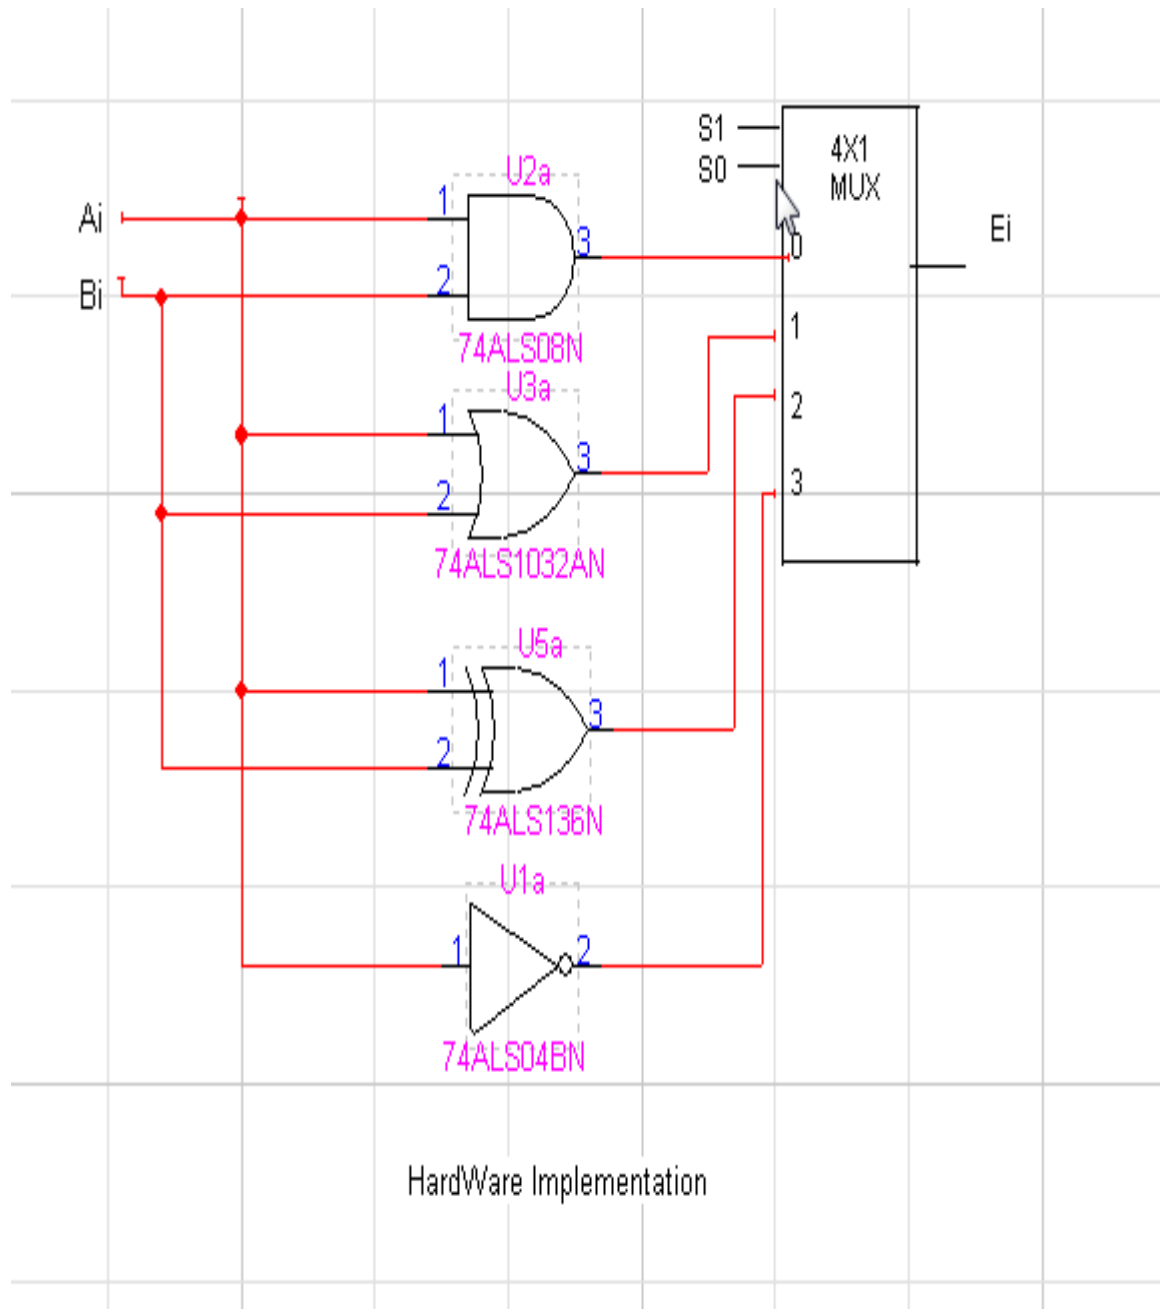 S1
S0
4X1
MUX
Ei
0
1
2
3
Ai
Bi
U2a
1
2
3
74ALS08N
U3a
1
2
3
74ALS1032AN
U5a
1
2
3
74ALS136N
U1a
1
2
74ALS04BN
HardWare Implementation